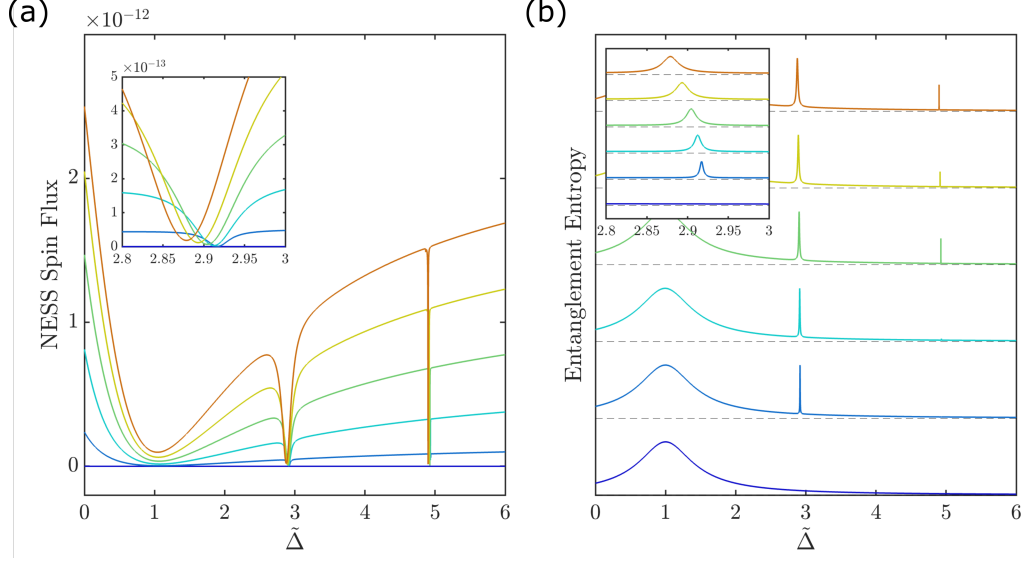 (a)
×10⁻¹²
NESS Spin Flux
2
1
0
0 1 2 3 4 5 6
Δ̃
×10⁻¹³
5
4
3
2
1
0
2.8 2.85 2.9 2.95 3
(b)
Entanglement Entropy
2.8 2.85 2.9 2.95 3
0 1 2 3 4 5 6
Δ̃